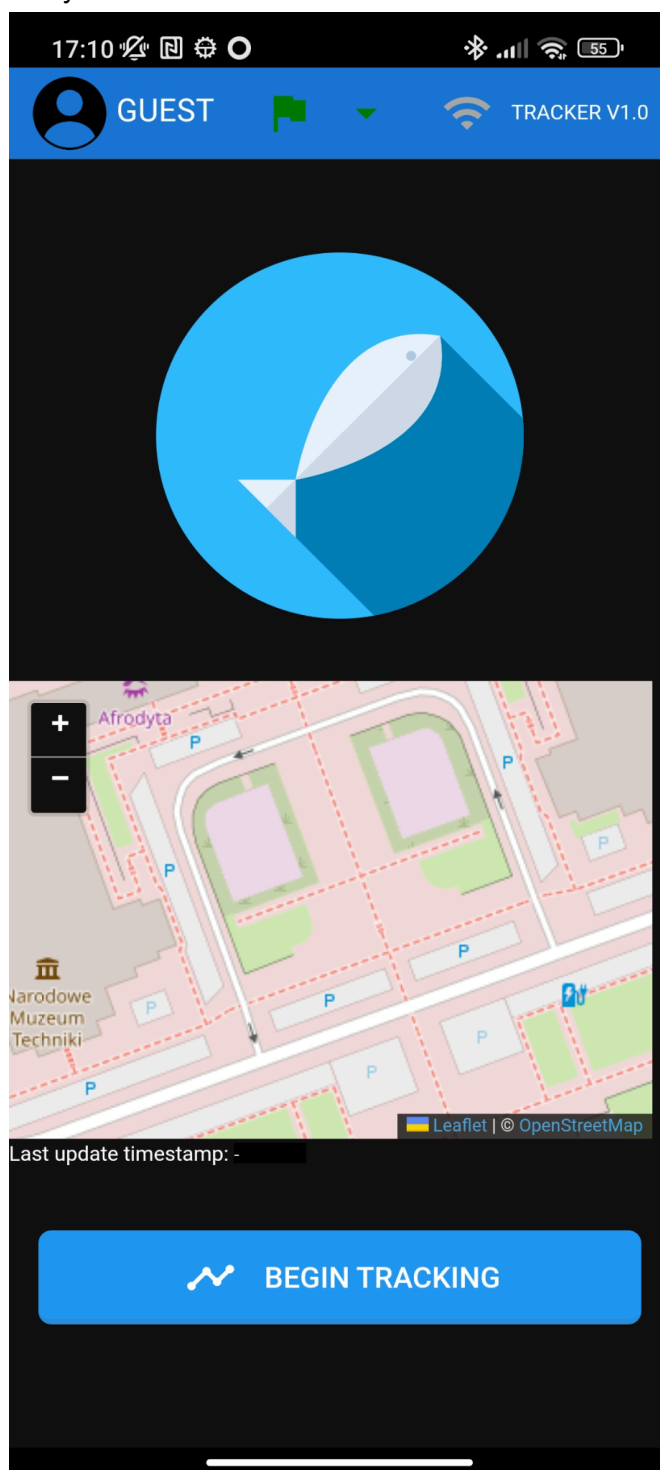 17:10
55
GUEST
TRACKER V1.0
+
Afrodyta
P
P
−
P
P
P
Narodowe
Muzeum
Techniki
P
P
P
P
P
Leaflet | © OpenStreetMap
Last update timestamp: -
BEGIN TRACKING